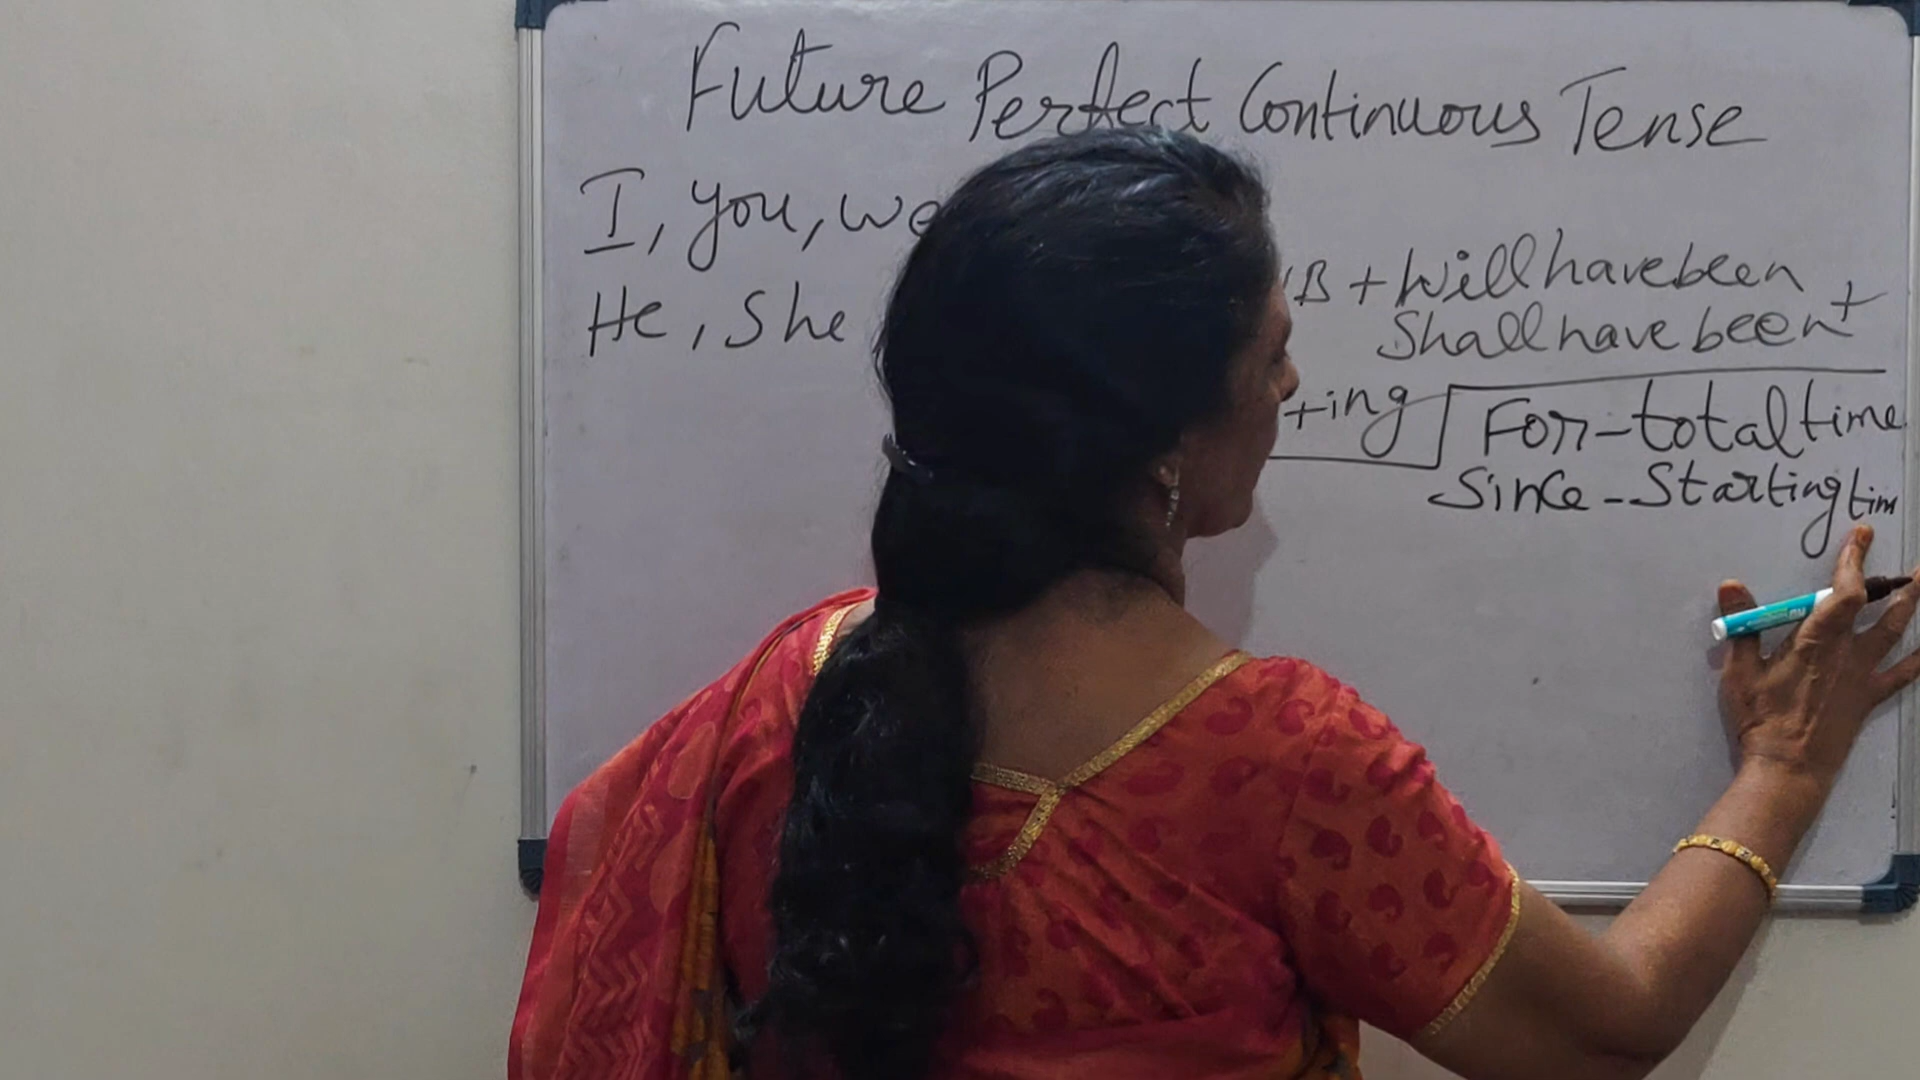 Future Perfect Continuous Tense
I, you, we
He, She
B + Will have been
Shall have been +
+ing For - total time
Since - Starting tim